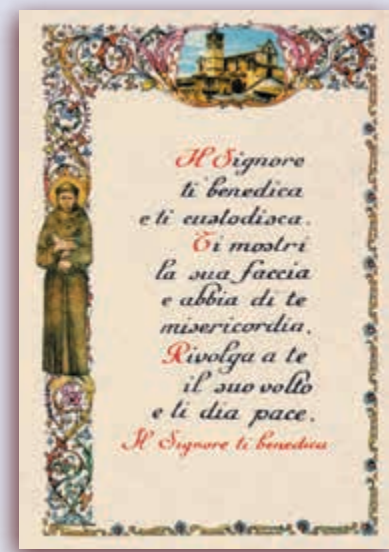 Il Signore
ti benedica
e ti custodisca.
Ti mostri
la sua faccia
e abbia di te
misericordia.
Rivolga a te
il suo volto
e ti dia pace.
Il Signore ti benedica